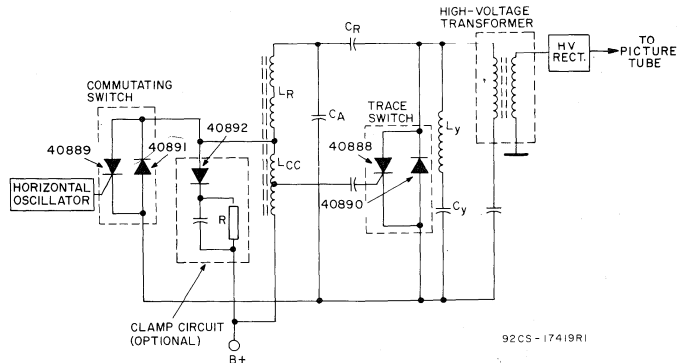 HIGH-VOLTAGE
TRANSFORMER
C_R
HV
RECT.
TO
PICTURE
TUBE
COMMUTATING
SWITCH
L_R
40892
C_A
TRACE
SWITCH
L_y
40889
40891
L_CC
40888
HORIZONTAL
OSCILLATOR
R
40890
C_y
CLAMP CIRCUIT
(OPTIONAL)
B+
92CS-17419R1